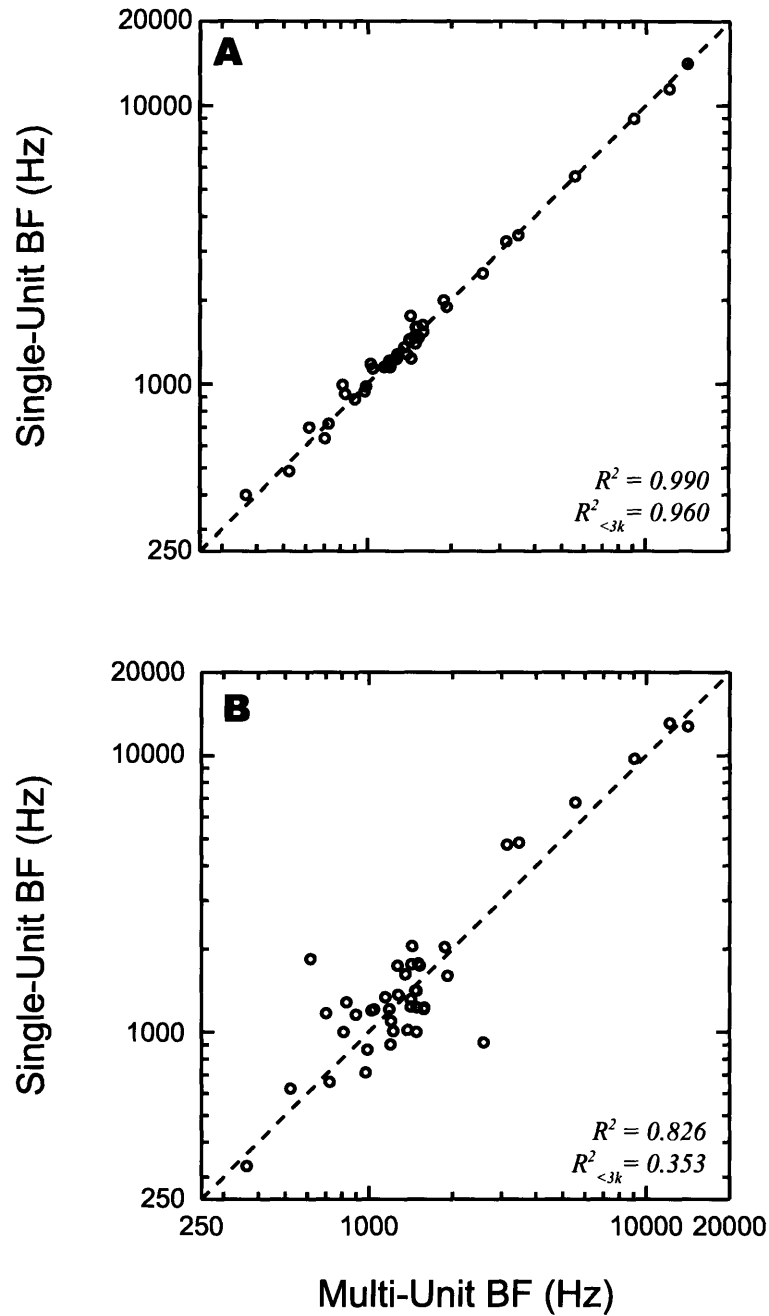 20000
A
10000
Single-Unit BF (Hz)
1000
R² = 0.990
R²<3k = 0.960
250
20000
B
10000
Single-Unit BF (Hz)
1000
R² = 0.826
R²<3k = 0.353
250
250 1000 10000 20000
Multi-Unit BF (Hz)